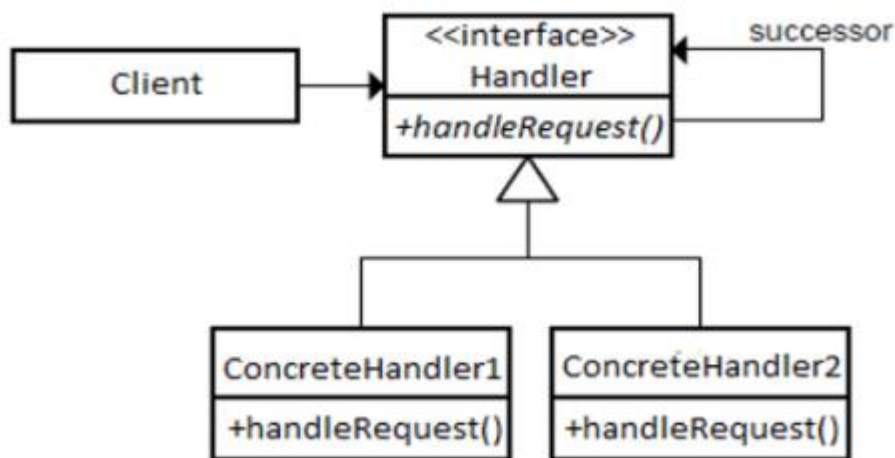 <<interface>>
successor
Client
Handler
+handleRequest()
ConcreteHandler1
ConcreteHandler2
+handleRequest()
+handleRequest()